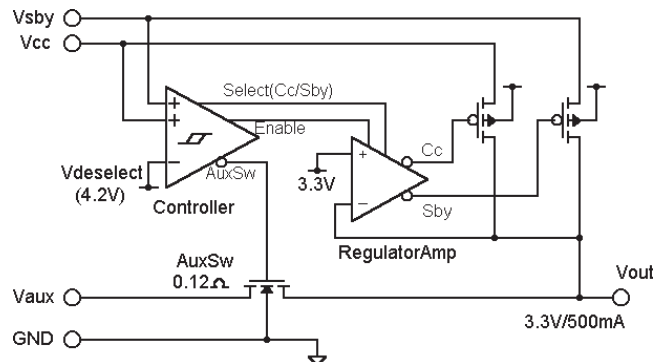 Vsby
Vcc
Select(Cc/Sby)
+
+
Enable
−
Vdeselect
(4.2V)
AuxSw
Controller
3.3V
+
−
Cc
Sby
RegulatorAmp
AuxSw
0.12Ω
Vaux
Vout
3.3V/500mA
GND